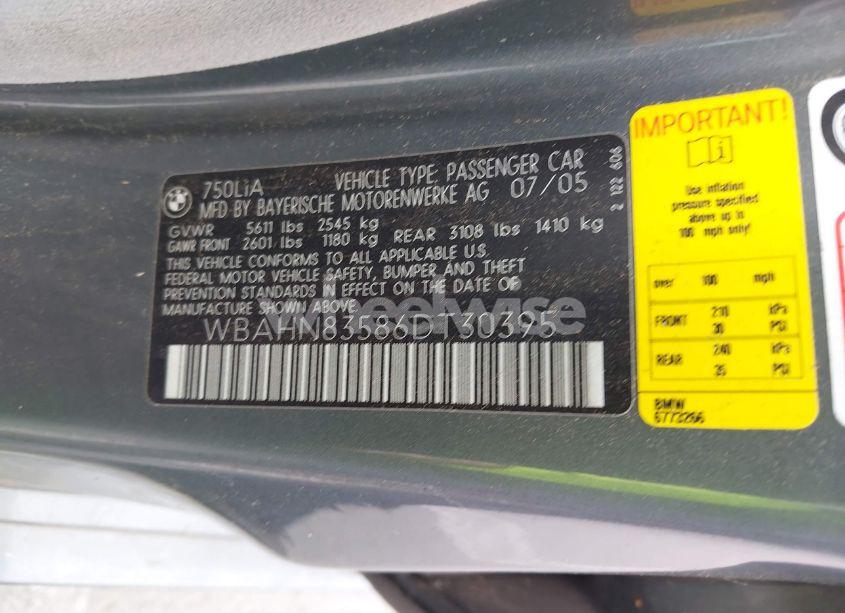 750LiA VEHICLE TYPE PASSENGER CAR
MFD BY BAYERISCHE MOTORENWERKE AG 07/05
GVWR 5611 lbs 2545 kg
GAWR FRONT 2601 lbs 1180 kg REAR 3108 lbs 1410 kg
THIS VEHICLE CONFORMS TO ALL APPLICABLE U.S.
FEDERAL MOTOR VEHICLE SAFETY, BUMPER AND THEFT
PREVENTION STANDARDS IN EFFECT ON THE DATE OF
MANUFACTURE SHOWN ABOVE.
WBAHN83586DT30395
2 122 606
IMPORTANT!
Use inflation
pressure specified
above up to
100 mph only!
over 100 mph
FRONT 210 kPa
30 PSI
REAR 240 kPa
35 PSI
BMW
6773266